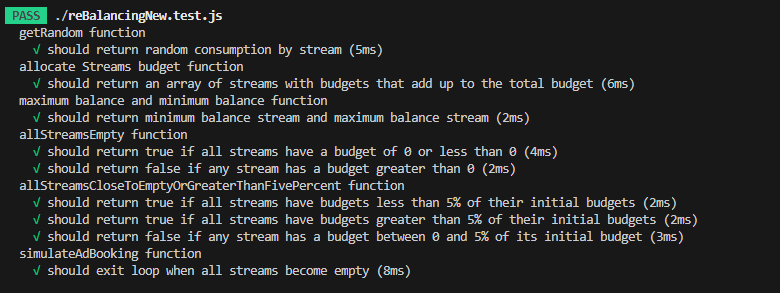 PASS ./reBalancingNew.test.js
getRandom function
√ should return random consumption by stream (5ms)
allocate Streams budget function
√ should return an array of streams with budgets that add up to the total budget (6ms)
maximum balance and minimum balance function
√ should return minimum balance stream and maximum balance stream (2ms)
allStreamsEmpty function
√ should return true if all streams have a budget of 0 or less than 0 (4ms)
√ should return false if any stream has a budget greater than 0 (2ms)
allStreamsCloseToEmptyOrGreaterThanFivePercent function
√ should return true if all streams have budgets less than 5% of their initial budgets (2ms)
√ should return true if all streams have budgets greater than 5% of their initial budgets (2ms)
√ should return false if any stream has a budget between 0 and 5% of its initial budget (3ms)
simulateAdBooking function
√ should exit loop when all streams become empty (8ms)